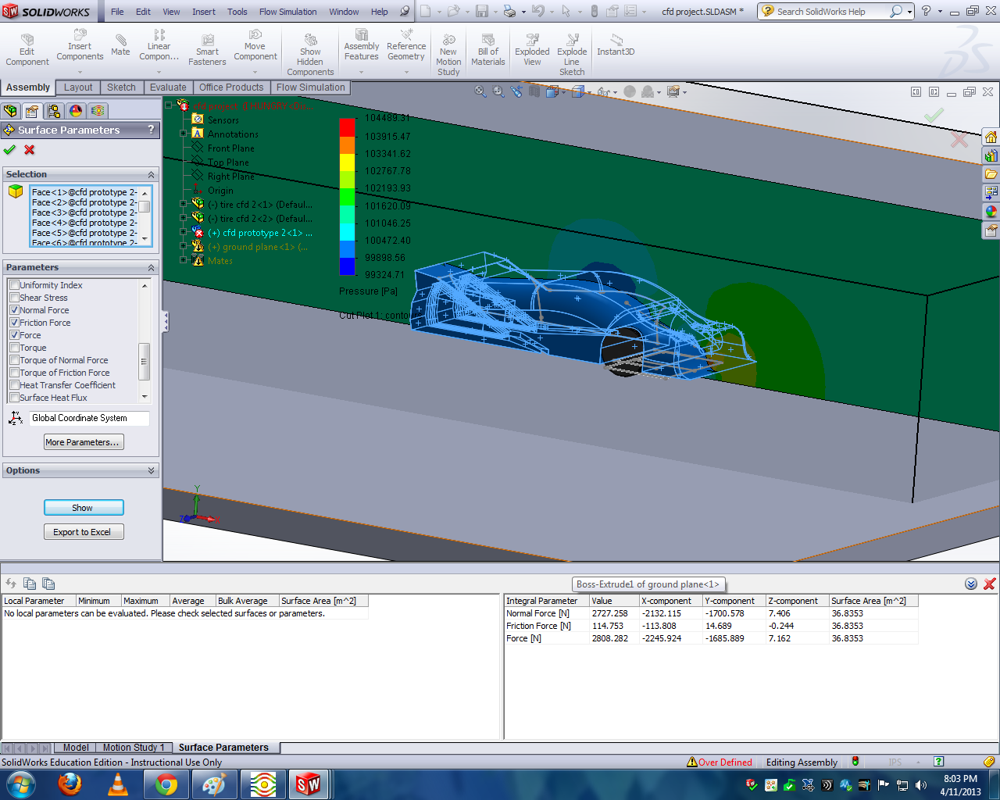 SOLIDWORKS File Edit View Insert Tools Flow Simulation Window Help cfd project.SLDASM * Search SolidWorks Help
Edit Component
Insert Components
Mate
Linear Compon...
Smart Fasteners
Move Component
Show Hidden Components
Assembly Features
Reference Geometry
New Motion Study
Bill of Materials
Exploded View
Explode Line Sketch
Instant3D
Assembly Layout Sketch Evaluate Office Products Flow Simulation
Surface Parameters ?
Selection
Face<1>@cfd prototype 2-
Face<2>@cfd prototype 2-
Face<3>@cfd prototype 2-
Face<4>@cfd prototype 2-
Face<5>@cfd prototype 2-
Face<6>@cfd prototype 2-
Parameters
Uniformity Index
Shear Stress
Normal Force
Friction Force
Force
Torque
Torque of Normal Force
Torque of Friction Force
Heat Transfer Coefficient
Surface Heat Flux
Global Coordinate System
More Parameters...
Options
Show
Export to Excel
Sensors
Annotations
Front Plane
Top Plane
Right Plane
Origin
(-) tire cfd 2<1> (Defaul...
(-) tire cfd 2<2> (Defaul...
(+) cfd prototype 2<1> ...
(+) ground plane<1> (...
Mates
104489.31
103915.47
103341.62
102767.78
102193.93
101620.09
101046.25
100472.40
99898.56
99324.71
Pressure [Pa]
Cut Plot 1: contou
Y
Boss-Extrude1 of ground plane<1>
Local Parameter Minimum Maximum Average Bulk Average Surface Area [m^2]
No local parameters can be evaluated. Please check selected surfaces or parameters.
Integral Parameter Value X-component Y-component Z-component Surface Area [m^2]
Normal Force [N] 2727.258 -2132.115 -1700.578 7.406 36.8353
Friction Force [N] 114.753 -113.808 14.689 -0.244 36.8353
Force [N] 2808.282 -2245.924 -1685.889 7.162 36.8353
Model Motion Study 1 Surface Parameters
SolidWorks Education Edition - Instructional Use Only Over Defined Editing Assembly IPS
8:03 PM
4/11/2013